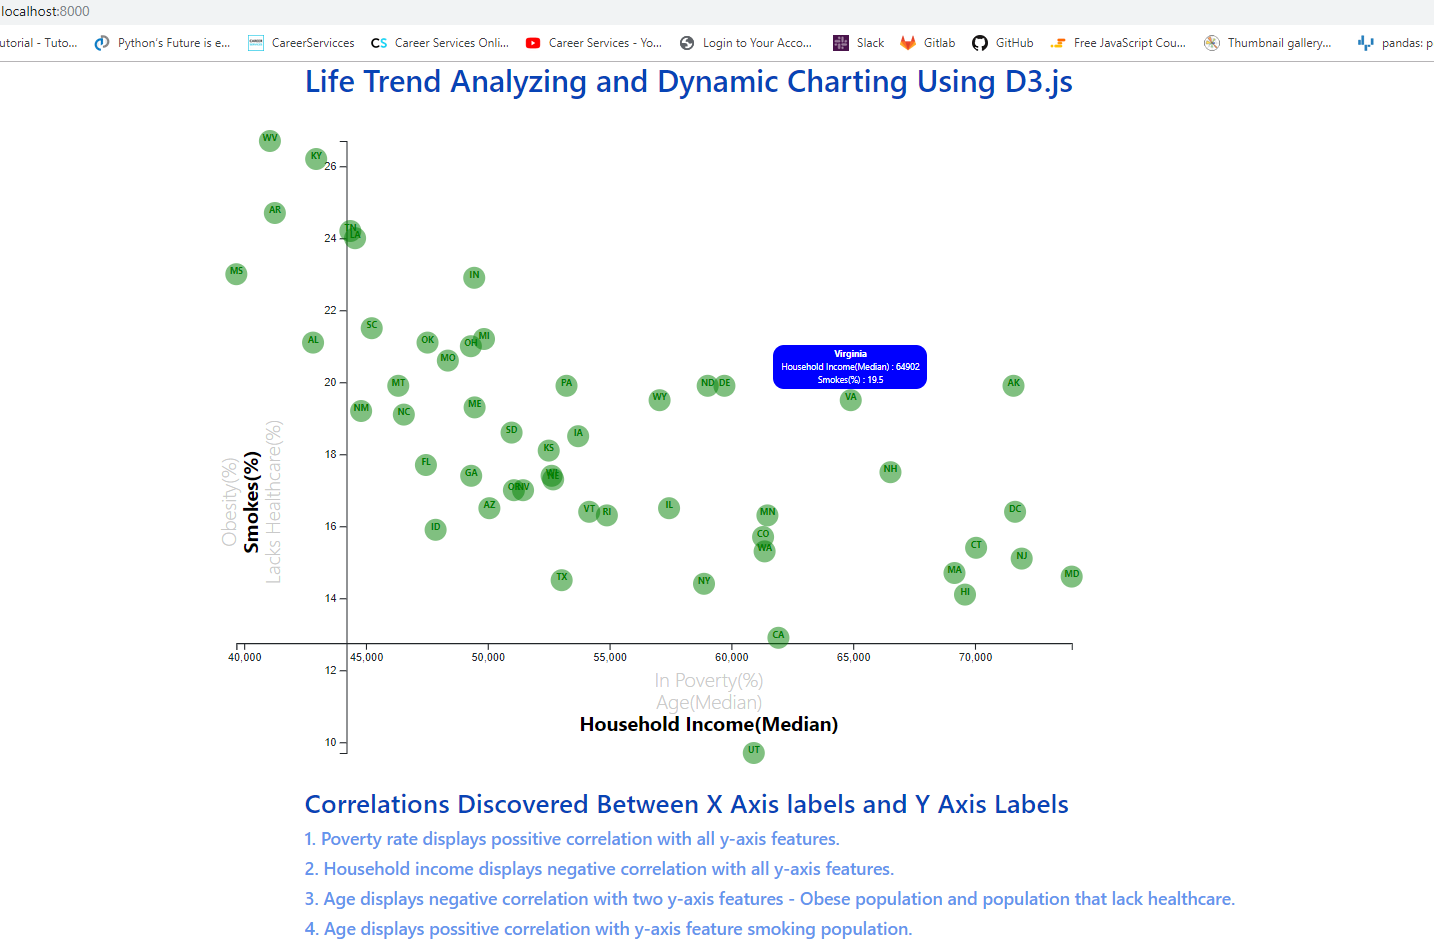 localhost:8000
utorial - Tuto... Python's Future is e... CareerServicces Career Services Onli... Career Services - Yo... Login to Your Acco... Slack Gitlab GitHub Free JavaScript Cou... Thumbnail gallery... pandas: p
Life Trend Analyzing and Dynamic Charting Using D3.js
WV
KY
26
AR
TN
LA
24
MS
IN
22
SC
AL
OK
OH
MI
MO
Virginia
Household Income(Median) : 64902
Smokes(%) : 19.5
20
MT
PA
ND
DE
AK
WY
VA
NM
NC
ME
SD
IA
KS
18
FL
NH
GA
WI
NE
OR
NV
AZ
VT
RI
IL
MN
DC
16
ID
CO
WA
CT
NJ
TX
NY
MA
MD
HI
14
CA
Obesity(%)
Smokes(%)
Lacks Healthcare(%)
40,000 45,000 50,000 55,000 60,000 65,000 70,000
12
In Poverty(%)
Age(Median)
Household Income(Median)
10
UT
Correlations Discovered Between X Axis labels and Y Axis Labels
1. Poverty rate displays possitive correlation with all y-axis features.
2. Household income displays negative correlation with all y-axis features.
3. Age displays negative correlation with two y-axis features - Obese population and population that lack healthcare.
4. Age displays possitive correlation with y-axis feature smoking population.